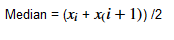 Median = (xᵢ + x(i + 1)) /2